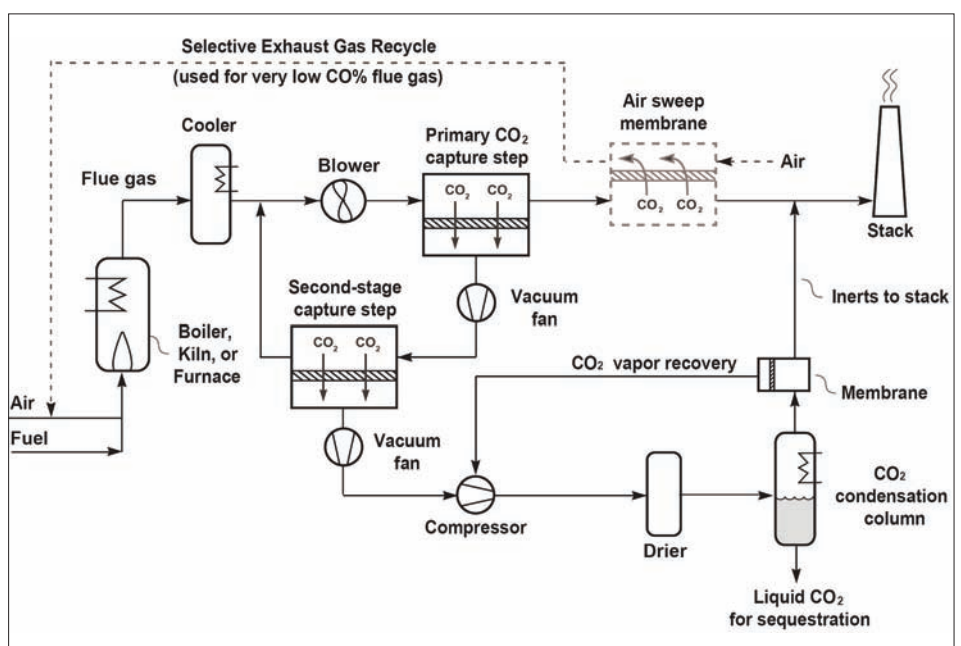 Selective Exhaust Gas Recycle
(used for very low CO% flue gas)
Cooler
Flue gas
Blower
Primary CO₂
capture step
CO₂ CO₂
Air sweep
membrane
Air
CO₂ CO₂
Stack
Second-stage
capture step
CO₂ CO₂
Vacuum
fan
Inerts to stack
Boiler,
Kiln, or
Furnace
CO₂ vapor recovery
Membrane
Air
Fuel
Vacuum
fan
Compressor
Drier
CO₂
condensation
column
Liquid CO₂
for sequestration